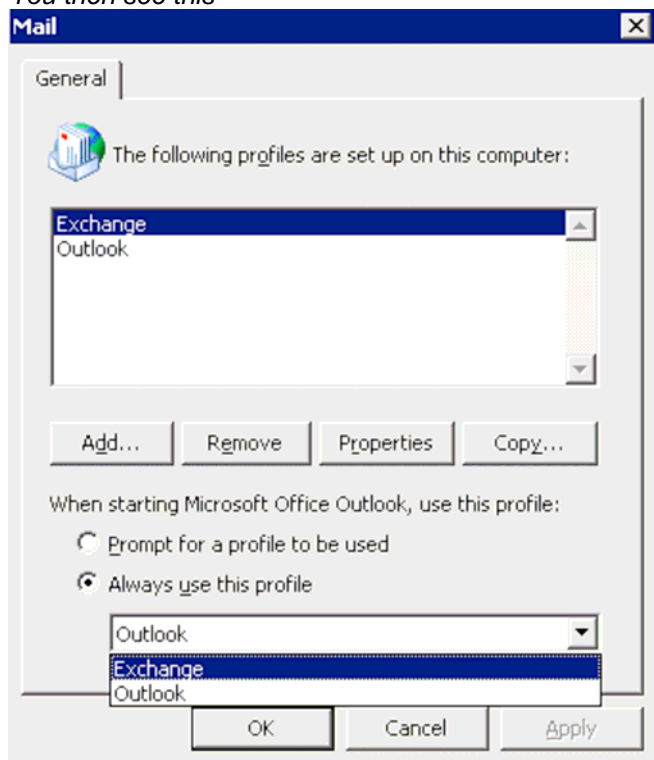 You then see this
Mail
General
The following profiles are set up on this computer:
Exchange
Outlook
Add... Remove Properties Copy...
When starting Microsoft Office Outlook, use this profile:
Prompt for a profile to be used
Always use this profile
Outlook
Exchange
Outlook
OK Cancel Apply